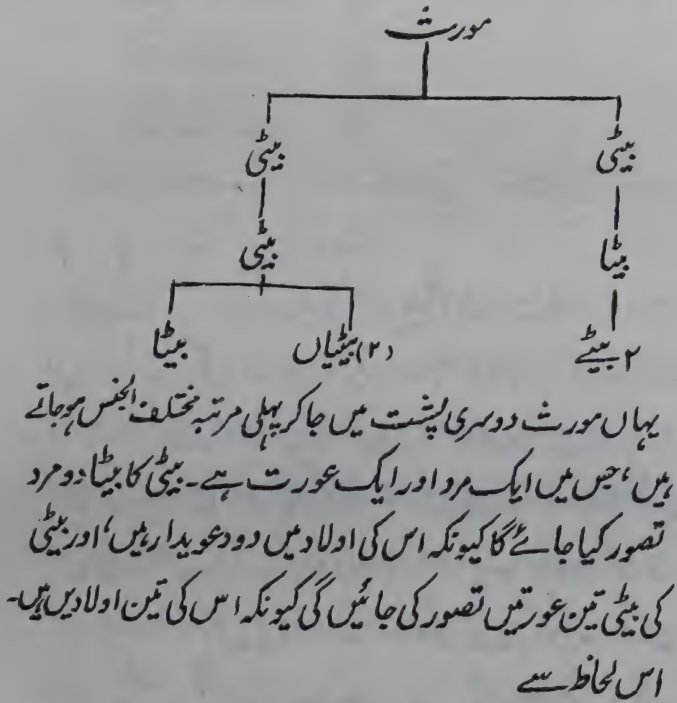 مورث
بیٹی بیٹی
بیٹا بیٹی
۲ بیٹے (۲) بیٹیاں بیٹا
یہاں مورث دوسری پشت میں جا کر پہلی مرتبہ مختلف الجنس ہو جاتے
ہیں، جس میں ایک مرد اور ایک عورت ہے۔ بیٹی کا بیٹا دو مرد
تصور کیا جائے گا کیونکہ اس کی اولاد میں دو دعویدار ہیں، اور بیٹی
کی بیٹی تین عورتیں تصور کی جائیں گی کیونکہ اس کی تین اولادیں ہیں۔
اس لحاظ سے